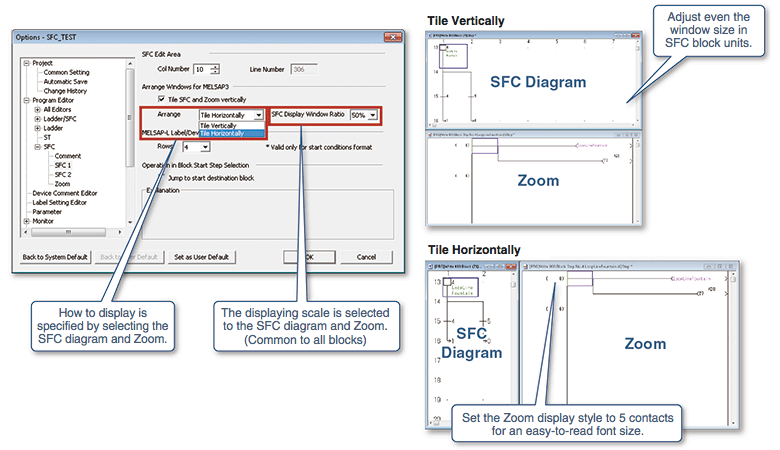 Options - SFC_TEST
Project
Common Setting
Automatic Save
Change History.
Program Editor
All Editors
Ladder/SFC
Ladder
ST
SFC
Comment
SFC 1
SFC 2
Zoom
Device Comment Editor
Label Setting Editor
Parameter
Monitor
SFC Edit Area
Col Number 10 Line Number 306
Arrange Windows for MELSAP3
Tile SFC and Zoom vertically
Arrange Tile Horizontally SFC Display Window Ratio 50%
Tile Vertically
Tile Horizontally
MELSAP-L Label/Dev
Rows 4 * Valid only for start conditions format
Operation in Block Start Step Selection
Jump to start destination block
Explanation
Back to System Default Set as User Default OK Cancel
How to display is
specified by selecting the
SFC diagram and Zoom.
The displaying scale is selected
to the SFC diagram and Zoom.
(Common to all blocks)
Tile Vertically
Adjust even the
window size in
SFC block units.
SFC Diagram
Zoom
Tile Horizontally
SFC
Diagram
Zoom
Set the Zoom display style to 5 contacts
for an easy-to-read font size.